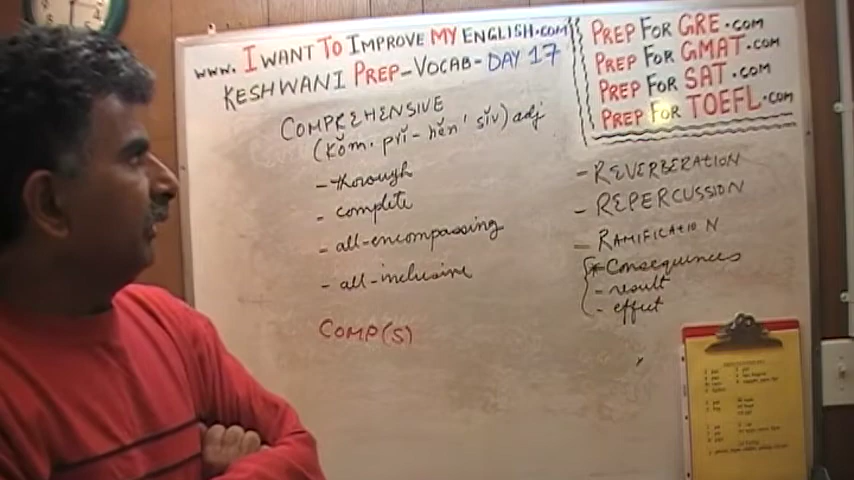 www. I WANT TO IMPROVE MY ENGLISH.com
KESHWANI PREP-VOCAB-DAY 17
COMPREHENSIVE
(kŏm. prĭ-hĕn' sĭv) adj
- thorough
- complete
- all-encompassing
- all-inclusive
COMP(S)
PREP FOR GRE.COM
PREP FOR GMAT.COM
PREP FOR SAT.COM
PREP FOR TOEFL.COM
- REVERBERATION
- REPERCUSSION
- RAMIFICATION
* Consequences
- result
- effect